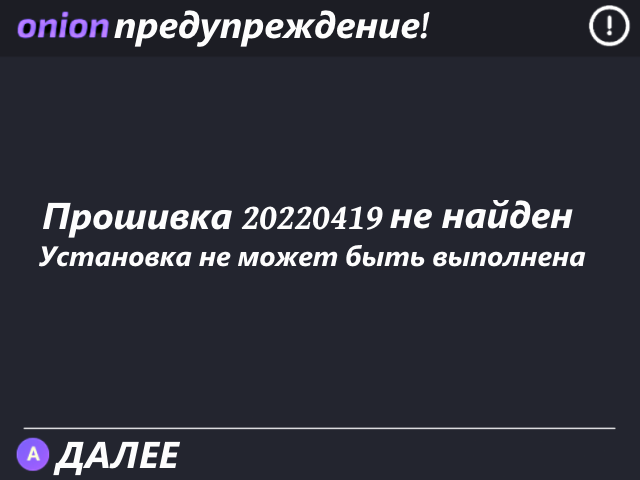 onion предупреждение!
Прошивка 20220419 не найден
Установка не может быть выполнена
A ДАЛЕЕ